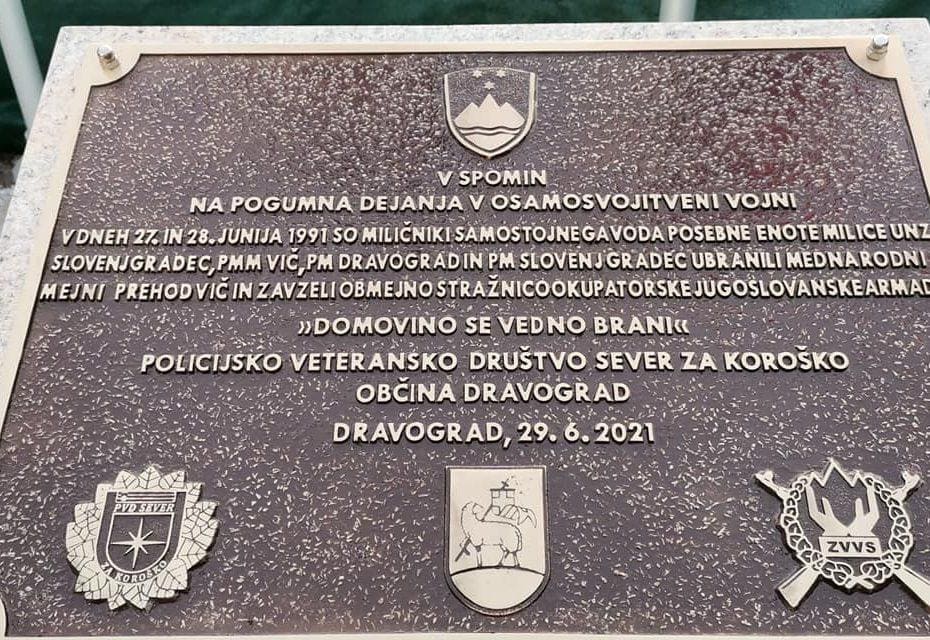 V SPOMIN
NA POGUMNA DEJANJA V OSAMOSVOJITVENI VOJNI
V DNEH 27. IN 28. JUNIJA 1991 SO MILIČNIKI SAMOSTOJNEGA VODA POSEBNE ENOTE MILICE UNZ
SLOVENJ GRADEC, PMM VIČ, PM DRAVOGRAD IN PM SLOVENJ GRADEC UBRANILI MEDNARODNI
MEJNI PREHOD VIČ IN ZAVZELI OBMEJNO STRAŽNICO OKUPATORSKE JUGOSLOVANSKE ARMAD
»DOMOVINO SE VEDNO BRANI«
POLICIJSKO VETERANSKO DRUŠTVO SEVER ZA KOROŠKO
OBČINA DRAVOGRAD
DRAVOGRAD, 29. 6. 2021
PVD SEVER
ZA KOROŠKO
ZVVS